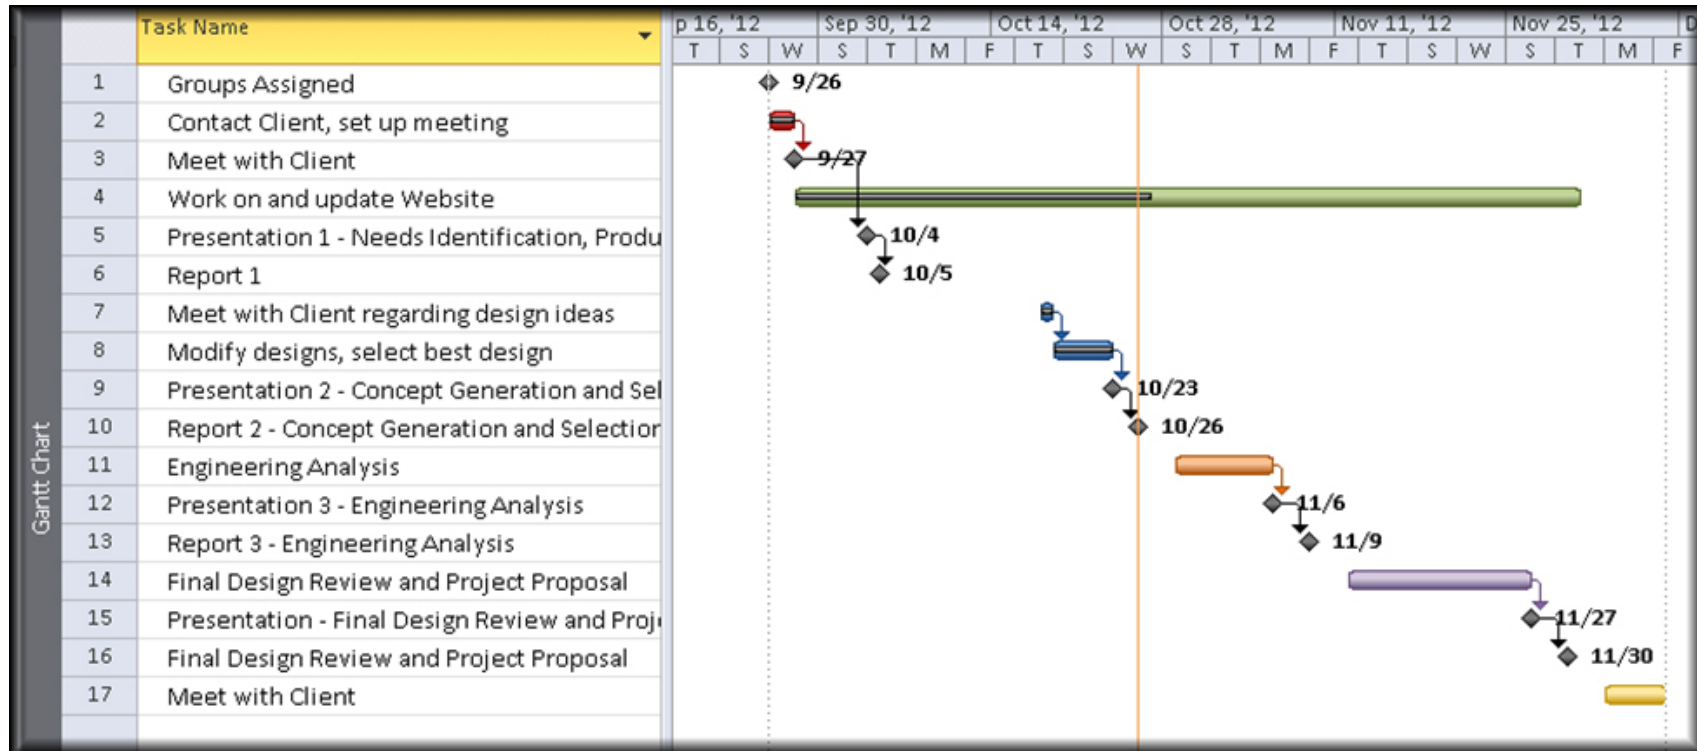 Task Name
p 16, '12 Sep 30, '12 Oct 14, '12 Oct 28, '12 Nov 11, '12 Nov 25, '12 D
T S W S T M F T S W S T M F T S W S T M F
1 Groups Assigned 9/26
2 Contact Client, set up meeting
3 Meet with Client 9/27
4 Work on and update Website
5 Presentation 1 - Needs Identification, Produ 10/4
6 Report 1 10/5
7 Meet with Client regarding design ideas
8 Modify designs, select best design
9 Presentation 2 - Concept Generation and Sel 10/23
10 Report 2 - Concept Generation and Selection 10/26
11 Engineering Analysis
12 Presentation 3 - Engineering Analysis 11/6
13 Report 3 - Engineering Analysis 11/9
14 Final Design Review and Project Proposal
15 Presentation - Final Design Review and Proj 11/27
16 Final Design Review and Project Proposal 11/30
17 Meet with Client
Gantt Chart